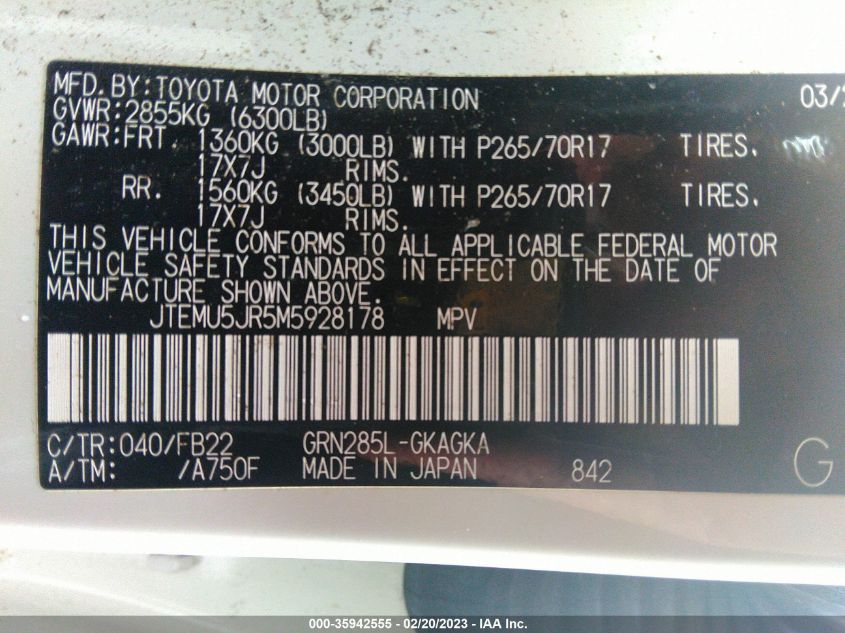 MFD. BY: TOYOTA MOTOR CORPORATION 03/
GVWR: 2855KG (6300LB)
GAWR: FRT. 1360KG (3000LB) WITH P265/70R17 TIRES.
17X7J RIMS.
RR. 1560KG (3450LB) WITH P265/70R17 TIRES.
17X7J RIMS.
THIS VEHICLE CONFORMS TO ALL APPLICABLE FEDERAL MOTOR
VEHICLE SAFETY STANDARDS IN EFFECT ON THE DATE OF
MANUFACTURE SHOWN ABOVE.
JTEMU5JR5M5928178 MPV
C/TR: 040/FB22 GRN285L-GKAGKA
A/TM: /A750F MADE IN JAPAN 842 G
000-35942555 - 02/20/2023 - IAA Inc.